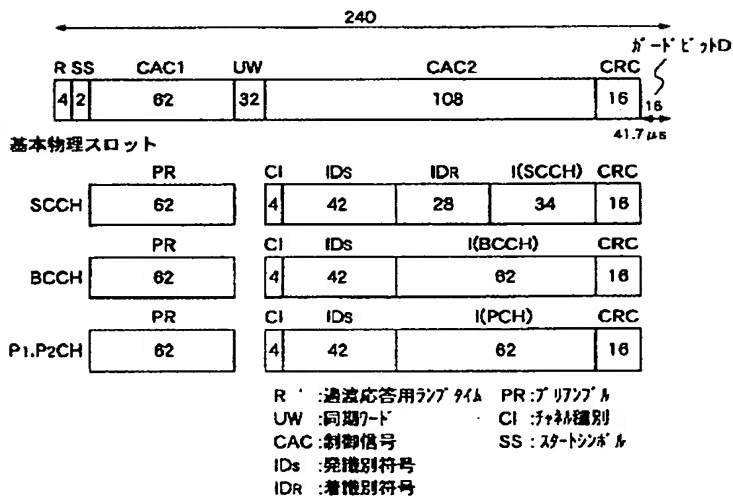 240
ガードビットD
R SS CAC1 UW CAC2 CRC
4 2 62 32 108 16 16
41.7μs
基本物理スロット
PR CI IDS IDR I(SCCH) CRC
SCCH 62 4 42 28 34 16
PR CI IDS I(BCCH) CRC
BCCH 62 4 42 62 16
PR CI IDS I(PCH) CRC
P1.P2CH 62 4 42 62 16
R :過渡応答用ランプタイム PR:プリアンブル
UW :同期ワード CI :チャネル種別
CAC :制御信号 SS :スタートシンボル
IDS :発識別符号
IDR :着識別符号